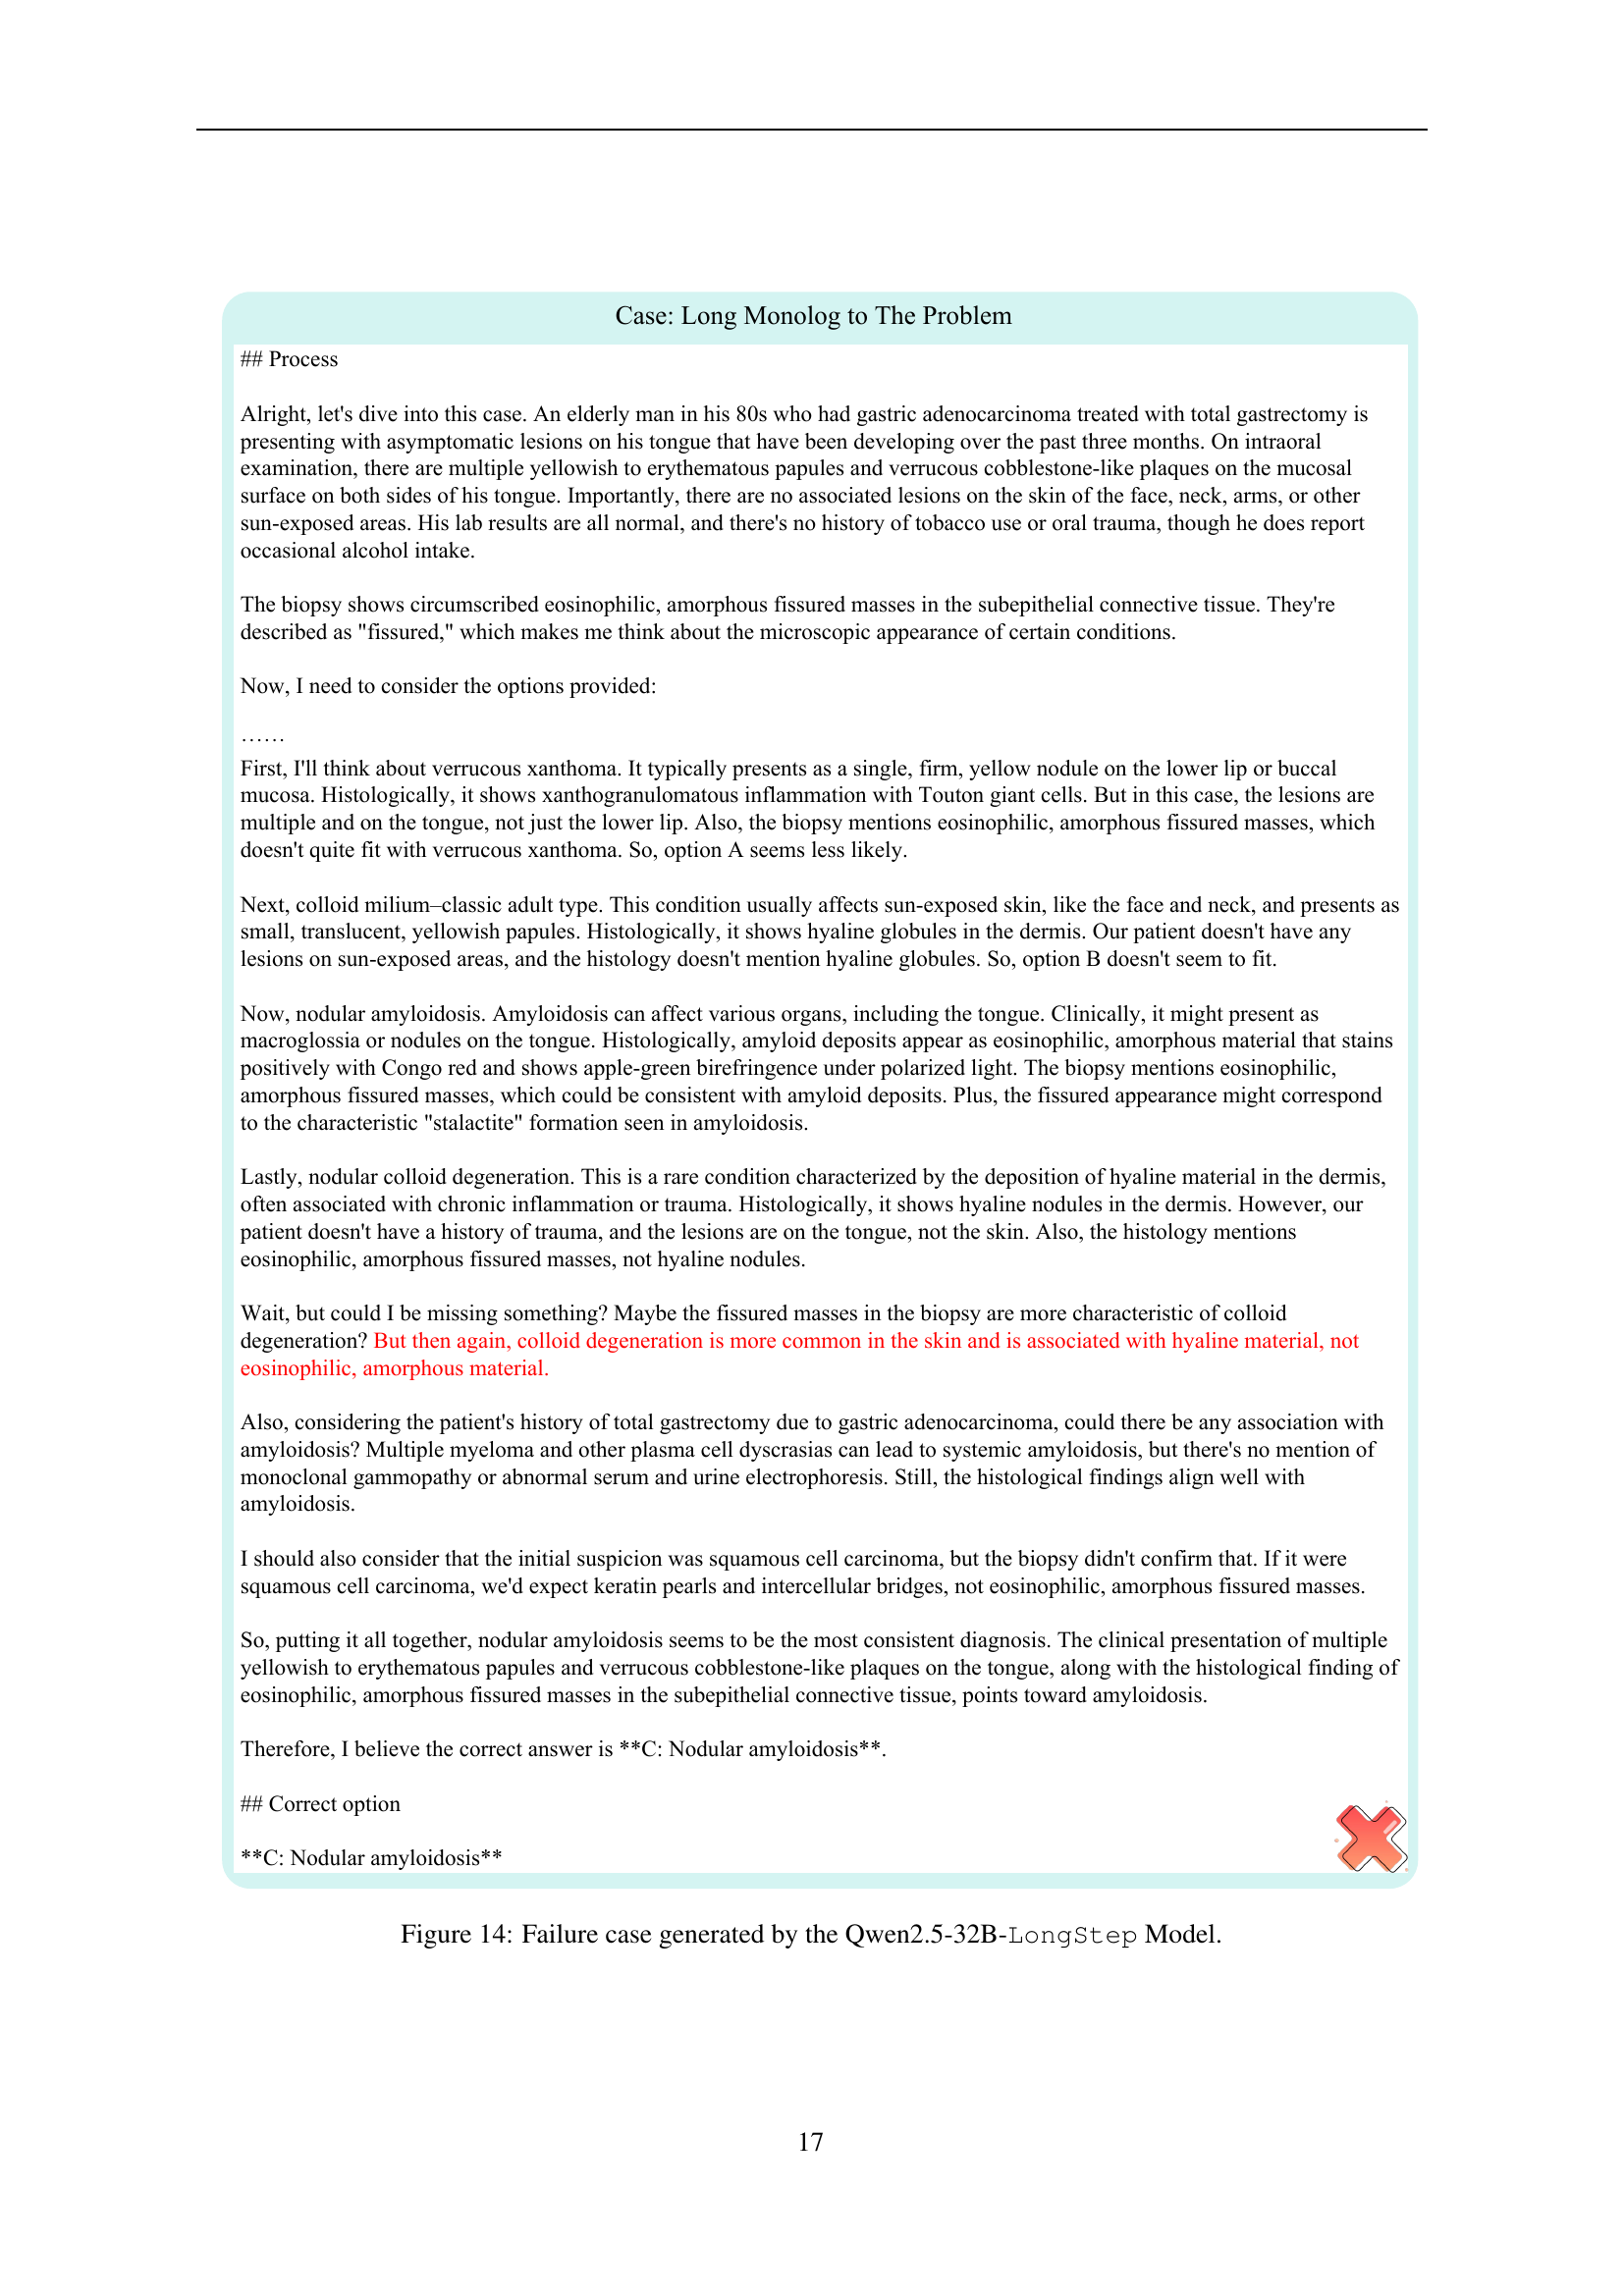 Case: Long Monolog to The Problem
## Process
Alright, let's dive into this case. An elderly man in his 80s who had gastric adenocarcinoma treated with total gastrectomy is
presenting with asymptomatic lesions on his tongue that have been developing over the past three months. On intraoral
examination, there are multiple yellowish to erythematous papules and verrucous cobblestone-like plaques on the mucosal
surface on both sides of his tongue. Importantly, there are no associated lesions on the skin of the face, neck, arms, or other
sun-exposed areas. His lab results are all normal, and there's no history of tobacco use or oral trauma, though he does report
occasional alcohol intake.
The biopsy shows circumscribed eosinophilic, amorphous fissured masses in the subepithelial connective tissue. They're
described as "fissured," which makes me think about the microscopic appearance of certain conditions.
Now, I need to consider the options provided:
……
First, I'll think about verrucous xanthoma. It typically presents as a single, firm, yellow nodule on the lower lip or buccal
mucosa. Histologically, it shows xanthogranulomatous inflammation with Touton giant cells. But in this case, the lesions are
multiple and on the tongue, not just the lower lip. Also, the biopsy mentions eosinophilic, amorphous fissured masses, which
doesn't quite fit with verrucous xanthoma. So, option A seems less likely.
Next, colloid milium–classic adult type. This condition usually affects sun-exposed skin, like the face and neck, and presents as
small, translucent, yellowish papules. Histologically, it shows hyaline globules in the dermis. Our patient doesn't have any
lesions on sun-exposed areas, and the histology doesn't mention hyaline globules. So, option B doesn't seem to fit.
Now, nodular amyloidosis. Amyloidosis can affect various organs, including the tongue. Clinically, it might present as
macroglossia or nodules on the tongue. Histologically, amyloid deposits appear as eosinophilic, amorphous material that stains
positively with Congo red and shows apple-green birefringence under polarized light. The biopsy mentions eosinophilic,
amorphous fissured masses, which could be consistent with amyloid deposits. Plus, the fissured appearance might correspond
to the characteristic "stalactite" formation seen in amyloidosis.
Lastly, nodular colloid degeneration. This is a rare condition characterized by the deposition of hyaline material in the dermis,
often associated with chronic inflammation or trauma. Histologically, it shows hyaline nodules in the dermis. However, our
patient doesn't have a history of trauma, and the lesions are on the tongue, not the skin. Also, the histology mentions
eosinophilic, amorphous fissured masses, not hyaline nodules.
Wait, but could I be missing something? Maybe the fissured masses in the biopsy are more characteristic of colloid
degeneration? But then again, colloid degeneration is more common in the skin and is associated with hyaline material, not
eosinophilic, amorphous material.
Also, considering the patient's history of total gastrectomy due to gastric adenocarcinoma, could there be any association with
amyloidosis? Multiple myeloma and other plasma cell dyscrasias can lead to systemic amyloidosis, but there's no mention of
monoclonal gammopathy or abnormal serum and urine electrophoresis. Still, the histological findings align well with
amyloidosis.
I should also consider that the initial suspicion was squamous cell carcinoma, but the biopsy didn't confirm that. If it were
squamous cell carcinoma, we'd expect keratin pearls and intercellular bridges, not eosinophilic, amorphous fissured masses.
So, putting it all together, nodular amyloidosis seems to be the most consistent diagnosis. The clinical presentation of multiple
yellowish to erythematous papules and verrucous cobblestone-like plaques on the tongue, along with the histological finding of
eosinophilic, amorphous fissured masses in the subepithelial connective tissue, points toward amyloidosis.
Therefore, I believe the correct answer is **C: Nodular amyloidosis**.
## Correct option
**C: Nodular amyloidosis**
Figure 14: Failure case generated by the Qwen2.5-32B-LongStep Model.
17